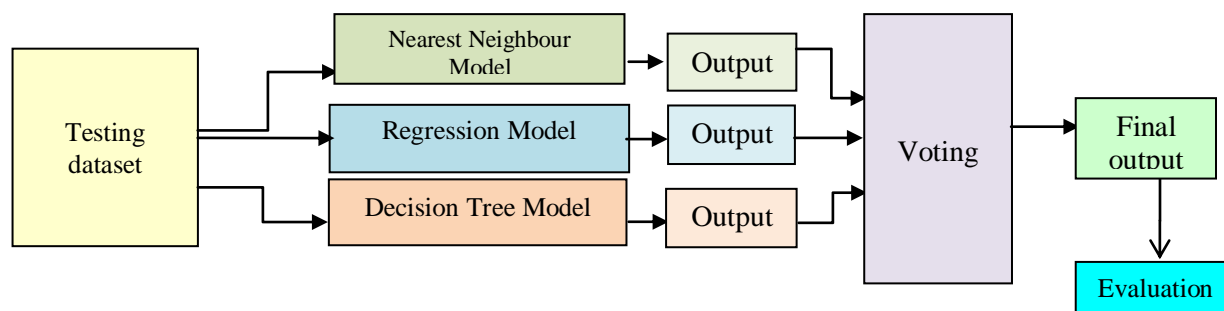 Testing
dataset
Nearest Neighbour
Model
Regression Model
Decision Tree Model
Output
Output
Output
Voting
Final
output
Evaluation